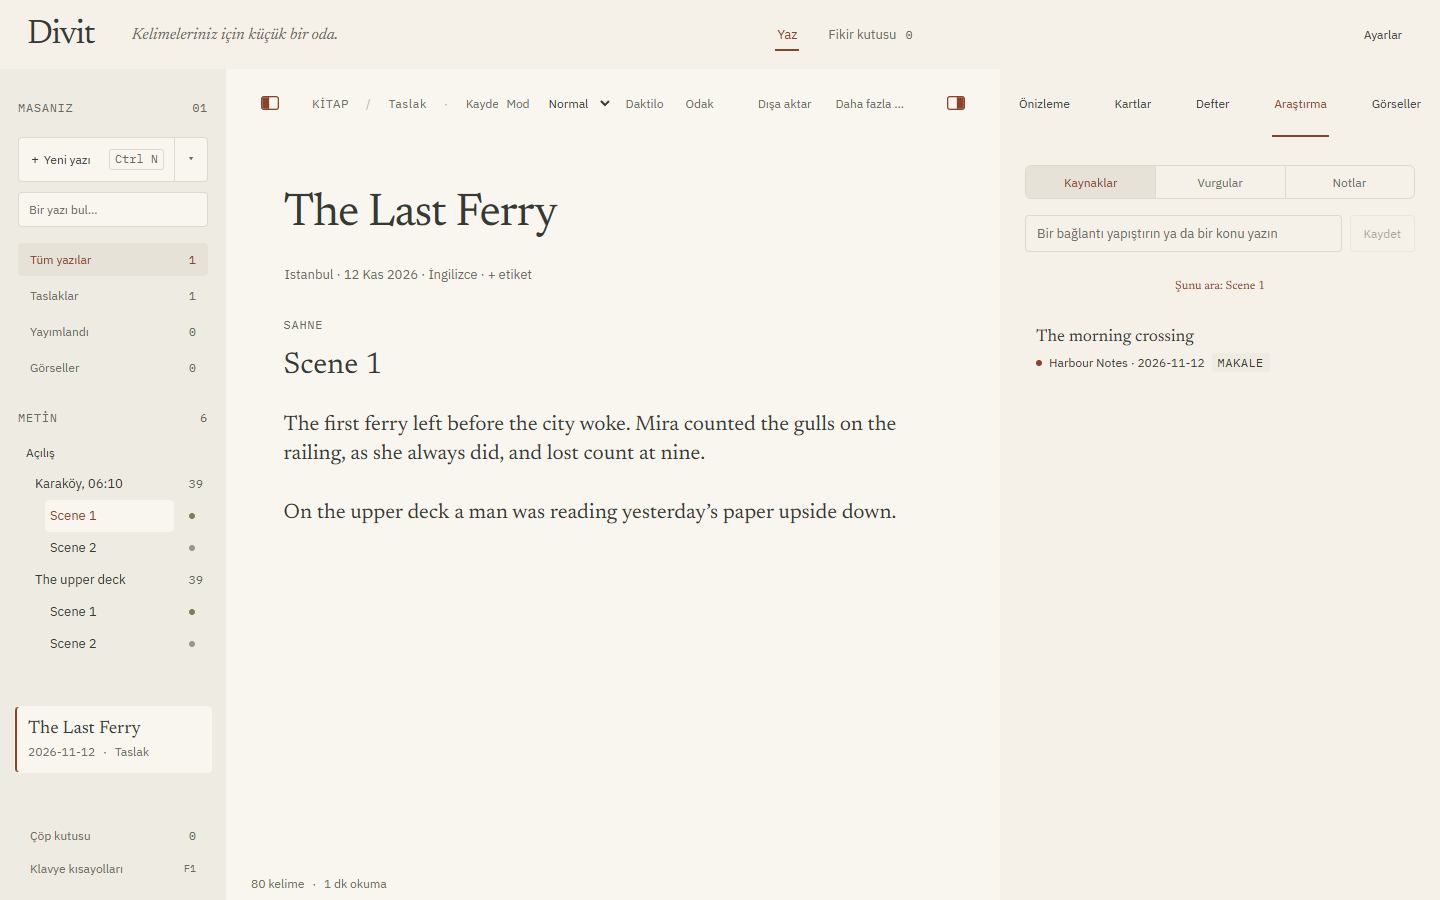 Divit
Kelimeleriniz için küçük bir oda.
Yaz
Fikir kutusu 0
Ayarlar
MASANIZ 01
+ Yeni yazı Ctrl N
Bir yazı bul...
Tüm yazılar 1
Taslaklar 1
Yayımlandı 0
Görseller 0
METİN 6
Açılış
Karaköy, 06:10 39
Scene 1
Scene 2
The upper deck 39
Scene 1
Scene 2
The Last Ferry
2026-11-12 · Taslak
Çöp kutusu 0
Klavye kısayolları F1
KİTAP / Taslak · Kayde Mod Normal Daktilo Odak Dışa aktar Daha fazla ...
The Last Ferry
Istanbul · 12 Kas 2026 · İngilizce · + etiket
SAHNE
Scene 1
The first ferry left before the city woke. Mira counted the gulls on the
railing, as she always did, and lost count at nine.
On the upper deck a man was reading yesterday’s paper upside down.
80 kelime · 1 dk okuma
Önizleme Kartlar Defter Araştırma Görseller
Kaynaklar Vurgular Notlar
Bir bağlantı yapıştırın ya da bir konu yazın Kaydet
Şunu ara: Scene 1
The morning crossing
Harbour Notes · 2026-11-12 MAKALE